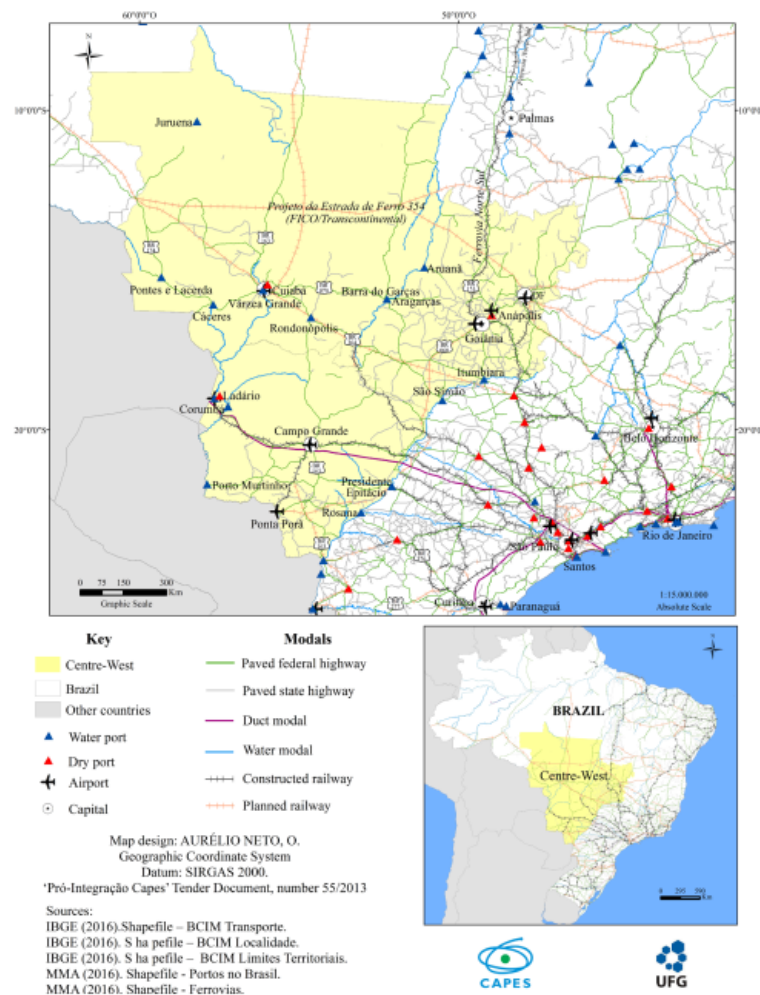 60°0'0"O
50°0'0"O
N
10°0'0"S
10°0'0"S
Juruena
Palmas
Projeto da Estrada de Ferro 354
(FICO/Transcontinental)
Ferrovia Norte Sul
Aruanã
Pontes e Lacerda
Cuiabá
Várzea Grande
Barra do Garças
Aragarças
DF
Cáceres
Rondonópolis
Anápolis
Goiânia
Itumbiara
São Simão
Ladário
Corumbá
20°0'0"S
20°0'0"S
Campo Grande
Belo Horizonte
Porto Murtinho
Presidente
Epitácio
Rosana
Ponta Porã
São Paulo
Rio de Janeiro
Santos
Curitiba
Paranaguá
0 75 150 300
Km
Graphic Scale
1:15.000.000
Absolute Scale
Key
Modals
Centre-West
Brazil
Other countries
Water port
Dry port
Airport
Capital
Paved federal highway
Paved state highway
Duct modal
Water modal
Constructed railway
Planned railway
N
BRAZIL
Centre-West
Km
Map design: AURÉLIO NETO, O.
Geographic Coordinate System
Datum: SIRGAS 2000.
'Pró-Integração Capes' Tender Document, number 55/2013
Sources:
IBGE (2016).Shapefile – BCIM Transporte.
IBGE (2016). S ha pefile – BCIM Localidade.
IBGE (2016). S ha pefile – BCIM Limites Territoriais.
MMA (2016). Shapefile - Portos no Brasil.
MMA (2016). Shapefile - Ferrovias.
CAPES
UFG